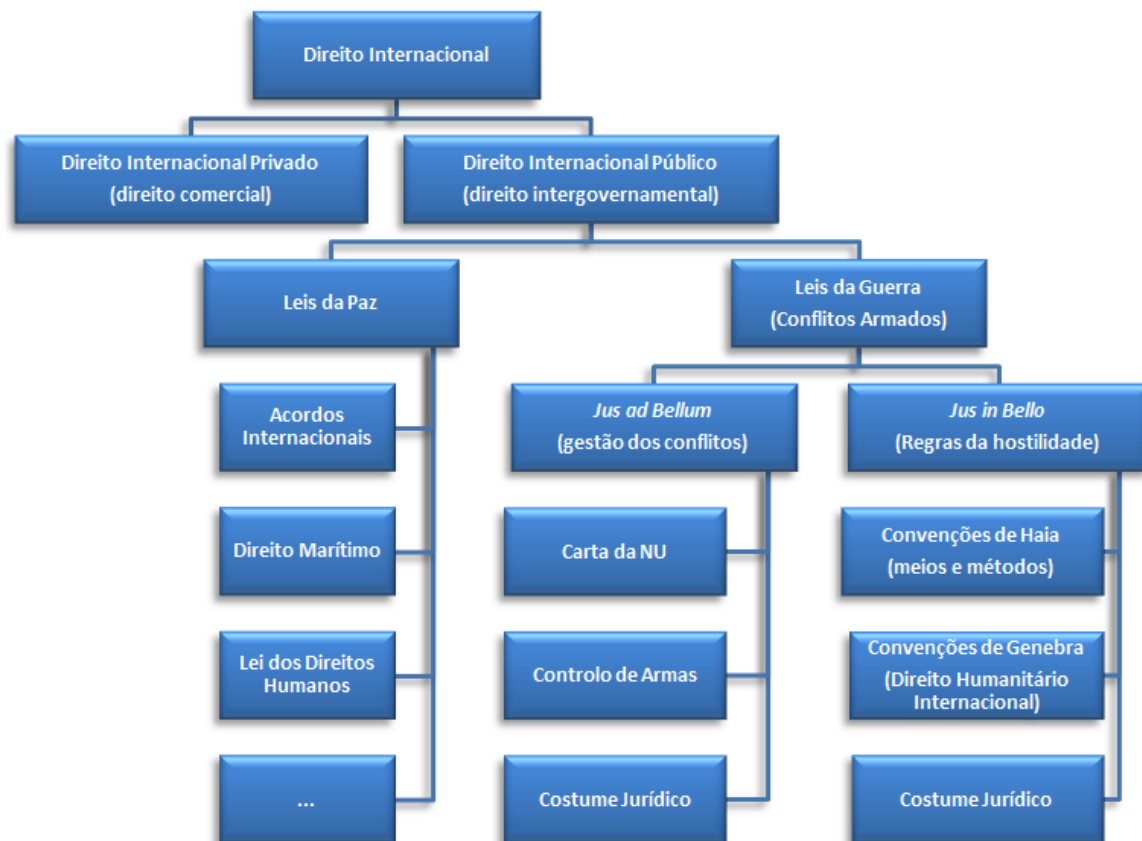 Direito Internacional
Direito Internacional Privado
(direito comercial)
Direito Internacional Público
(direito intergovernamental)
Leis da Paz
Leis da Guerra
(Conflitos Armados)
Acordos
Internacionais
Jus ad Bellum
(gestão dos conflitos)
Jus in Bello
(Regras da hostilidade)
Direito Marítimo
Carta da NU
Convenções de Haia
(meios e métodos)
Lei dos Direitos
Humanos
Controlo de Armas
Convenções de Genebra
(Direito Humanitário
Internacional)
...
Costume Jurídico
Costume Jurídico